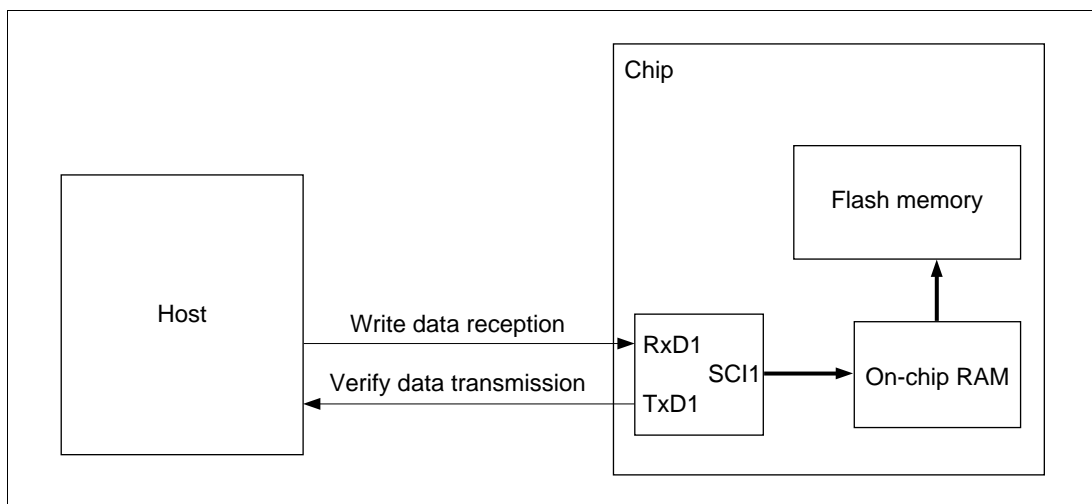 Chip
Flash memory
Host
Write data reception
RxD1
SCI1
On-chip RAM
Verify data transmission
TxD1